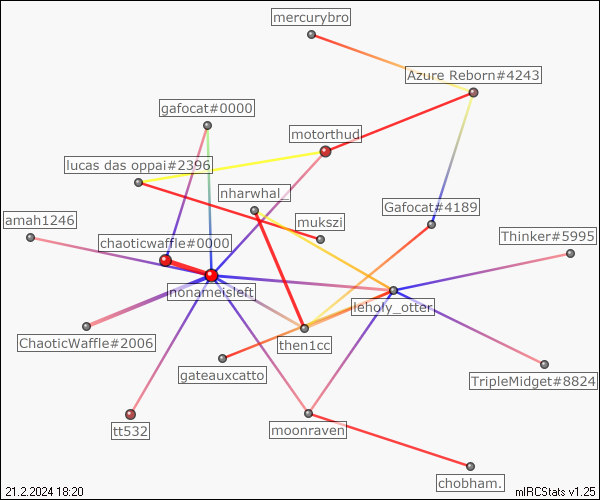 mercurybro
Azure Reborn#4243
gafocat#0000
motorthud
lucas das oppai#2396
nharwhal_
Gafocat#4189
amah1246
mukszi
chaoticwaffle#0000
Thinker#5995
nonameisleft
leholy_otter
ChaoticWaffle#2006
then1cc
gateauxcatto
TripleMidget#8824
tt532
moonraven
chobham.
21.2.2024 18:20
mIRCStats v1.25